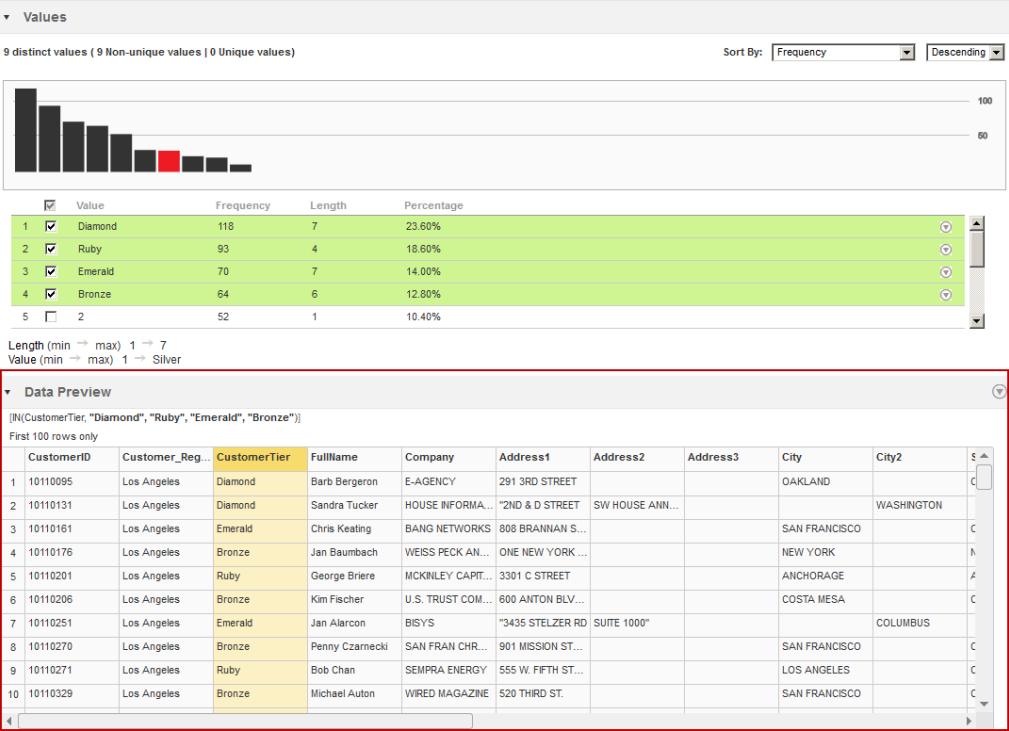 Values
9 distinct values ( 9 Non-unique values | 0 Unique values)
Sort By: Frequency Descending
100
50
Value Frequency Length Percentage
1 Diamond 118 7 23.60%
2 Ruby 93 4 18.60%
3 Emerald 70 7 14.00%
4 Bronze 64 6 12.80%
5 2 52 1 10.40%
Length (min → max) 1 → 7
Value (min → max) 1 → Silver
Data Preview
[IN(CustomerTier, "Diamond", "Ruby", "Emerald", "Bronze")]
First 100 rows only
CustomerID Customer_Reg... CustomerTier FullName Company Address1 Address2 Address3 City City2 S
1 10110095 Los Angeles Diamond Barb Bergeron E-AGENCY 291 3RD STREET OAKLAND C
2 10110131 Los Angeles Diamond Sandra Tucker HOUSE INFORMA... "2ND & D STREET SW HOUSE ANN... WASHINGTON
3 10110161 Los Angeles Emerald Chris Keating BANG NETWORKS 808 BRANNAN S... SAN FRANCISCO C
4 10110176 Los Angeles Bronze Jan Baumbach WEISS PECK AN... ONE NEW YORK ... NEW YORK N
5 10110201 Los Angeles Ruby George Briere MCKINLEY CAPIT... 3301 C STREET ANCHORAGE A
6 10110206 Los Angeles Bronze Kim Fischer U.S. TRUST COM... 600 ANTON BLV... COSTA MESA C
7 10110251 Los Angeles Emerald Jan Alarcon BISYS "3435 STELZER RD SUITE 1000" COLUMBUS
8 10110270 Los Angeles Bronze Penny Czarnecki SAN FRAN CHR... 901 MISSION ST... SAN FRANCISCO C
9 10110271 Los Angeles Ruby Bob Chan SEMPRA ENERGY 555 W. FIFTH ST... LOS ANGELES C
10 10110329 Los Angeles Bronze Michael Auton WIRED MAGAZINE 520 THIRD ST. SAN FRANCISCO C